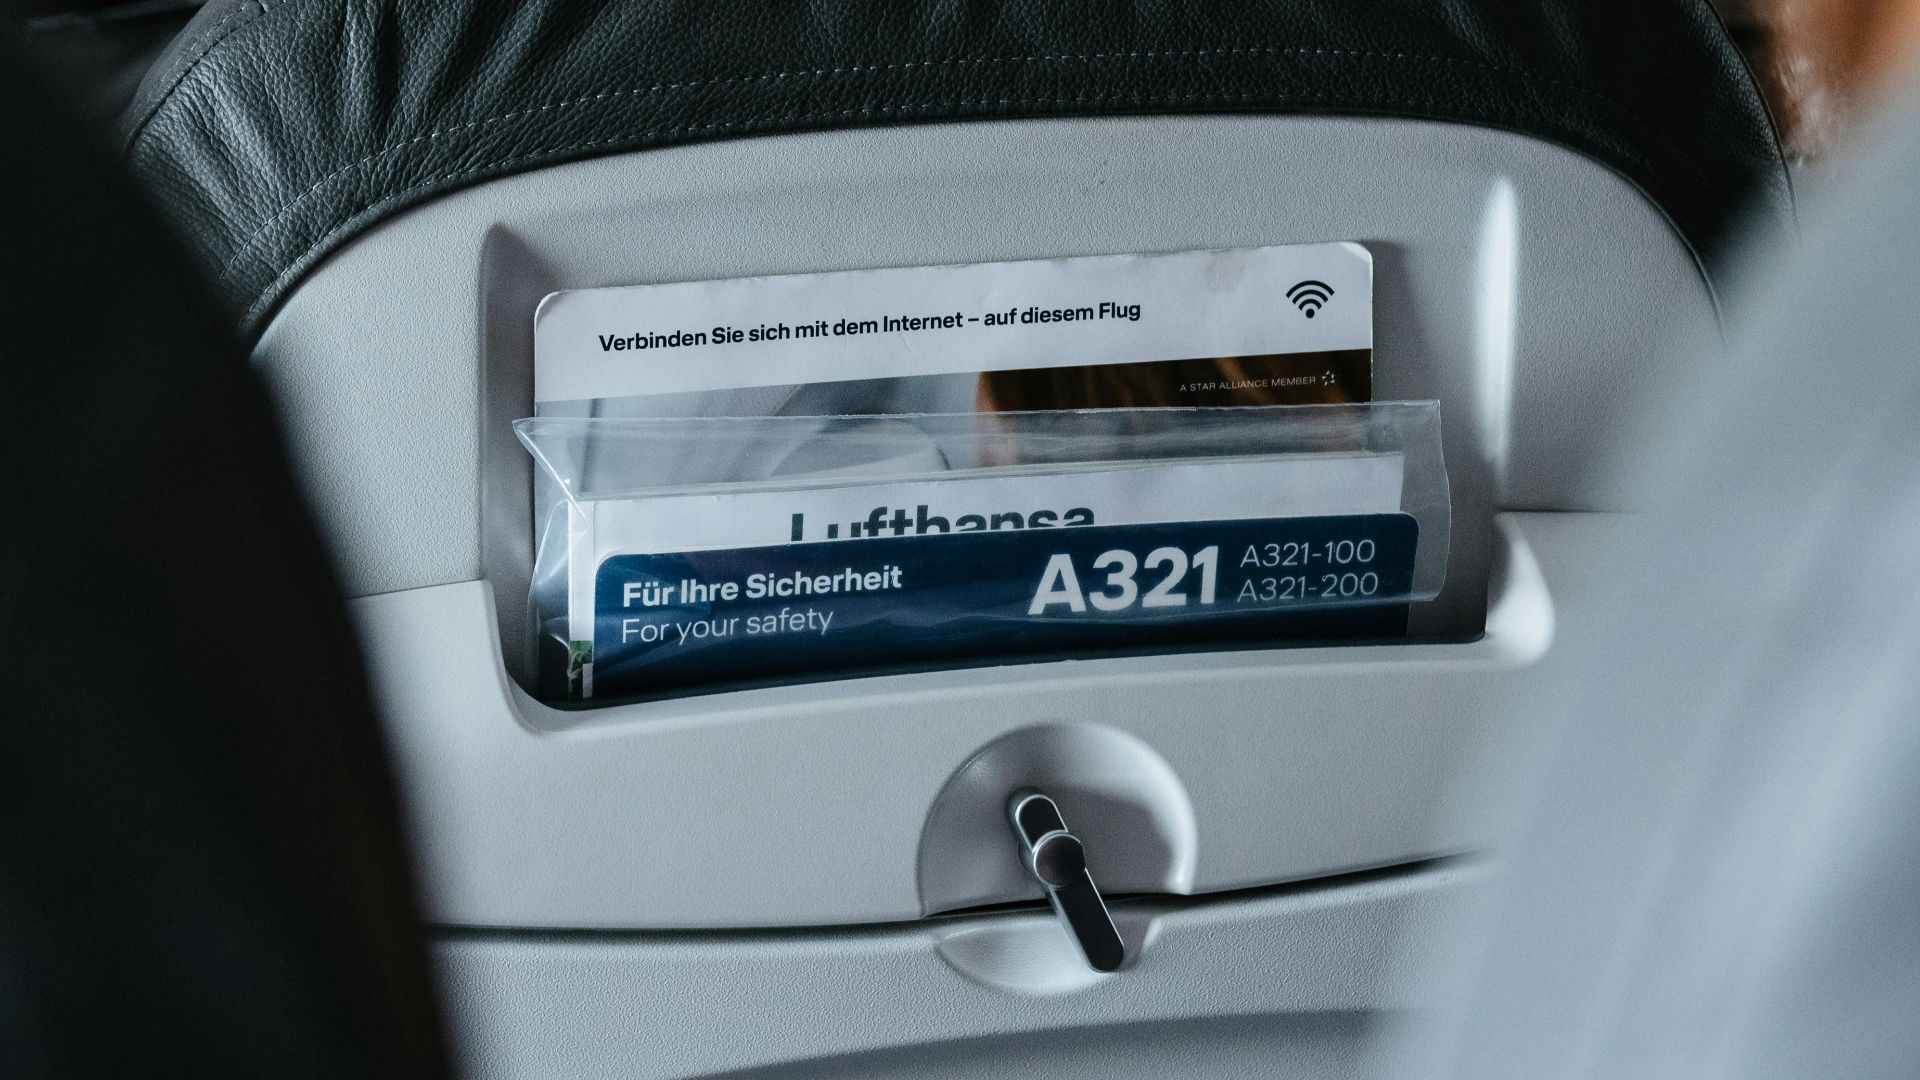 Verbinden Sie sich mit dem Internet – auf diesem Flug
A STAR ALLIANCE MEMBER
Lufthansa
Für Ihre Sicherheit
For your safety
A321
A321-100
A321-200